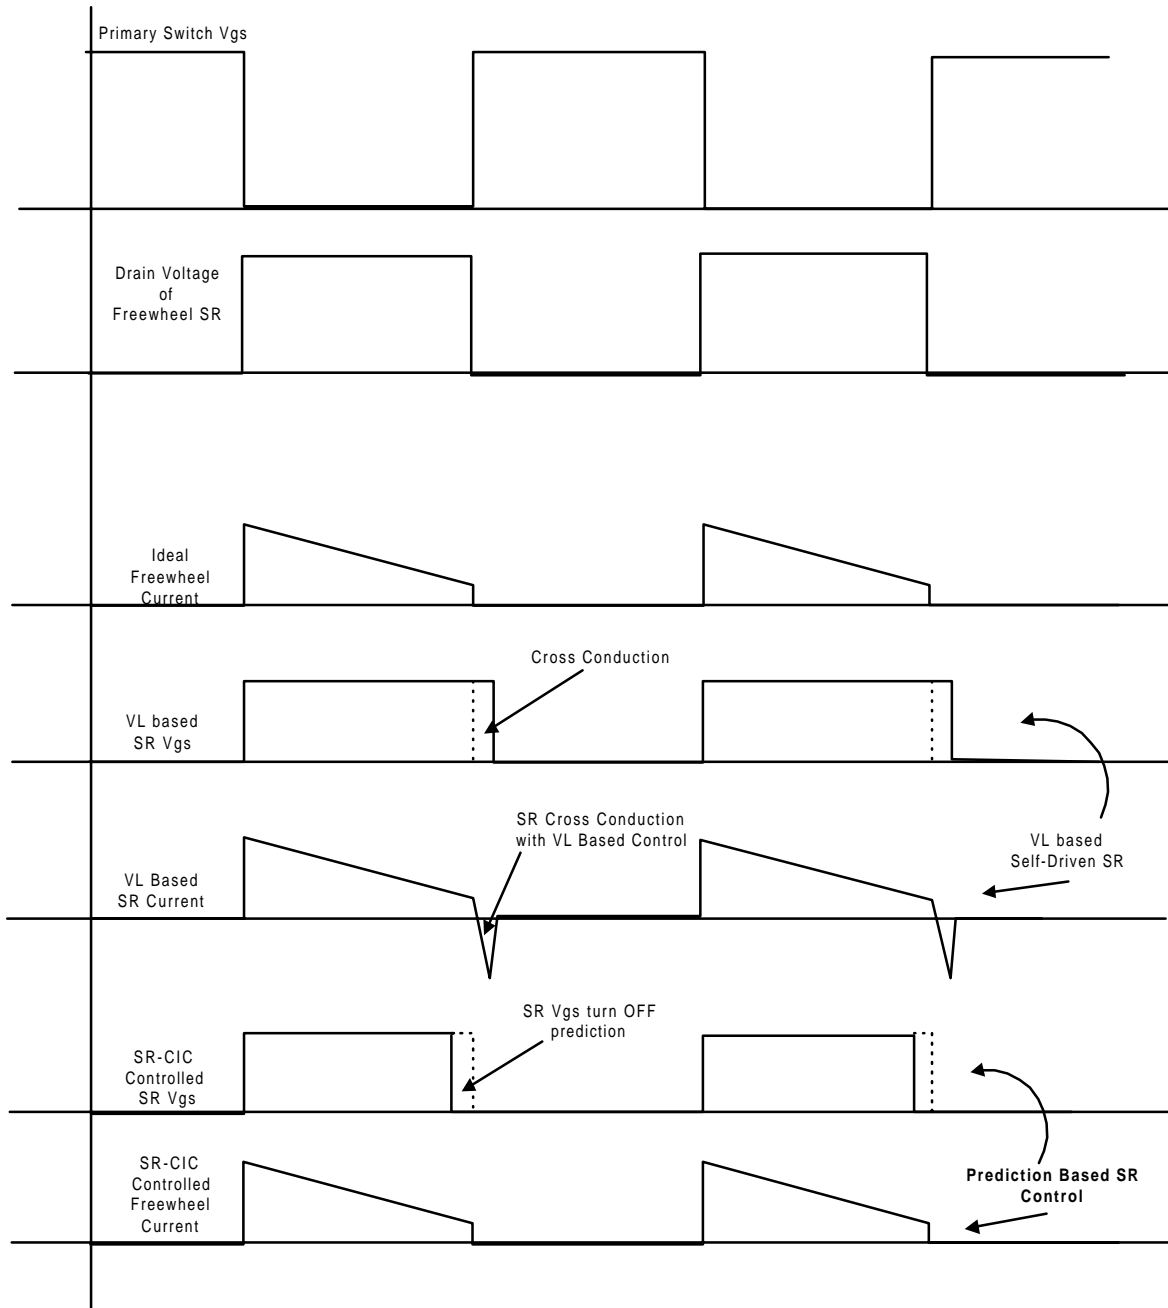 Primary Switch Vgs
Drain Voltage
of
Freewheel SR
Ideal
Freewheel
Current
Cross Conduction
VL based
SR Vgs
SR Cross Conduction
with VL Based Control
VL based
Self-Driven SR
VL Based
SR Current
SR Vgs turn OFF
prediction
SR-CIC
Controlled
SR Vgs
SR-CIC
Controlled
Freewheel
Current
Prediction Based SR
Control